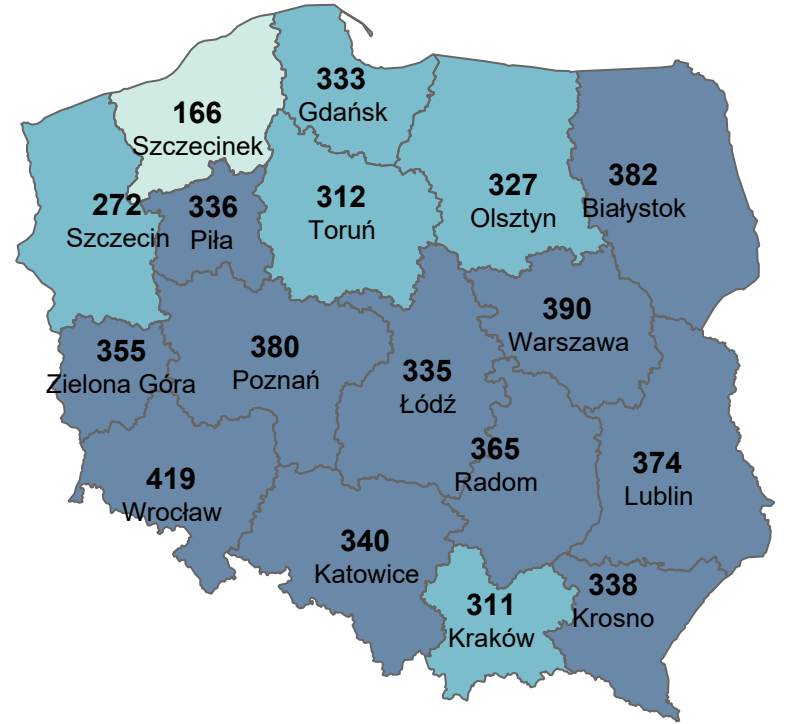 333
Gdańsk
166
Szczecinek
382
Białystok
327
Olsztyn
312
Toruń
336
Piła
272
Szczecin
390
Warszawa
380
Poznań
355
Zielona Góra
335
Łódź
365
Radom
374
Lublin
419
Wrocław
340
Katowice
338
Krosno
311
Kraków